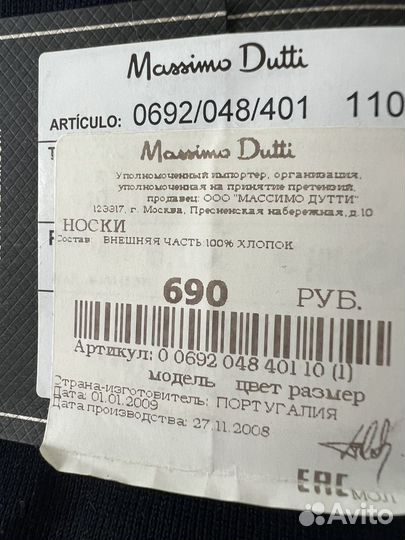 Massimo Dutti
ARTÍCULO: 0692/048/401 110
Massimo Dutti
Уполномоченный импортер, организация,
уполномоченная на принятие претензий,
продавец: ООО "МАССИМО ДУТТИ"
123317, г. Москва, Пресненская набережная, д.10
НОСКИ
Состав: ВНЕШНЯЯ ЧАСТЬ 100% ХЛОПОК
690 РУБ.
Артикул: 0 0692 048 401 10 (1)
модель цвет размер
Страна-изготовитель: ПОРТУГАЛИЯ
Дата: 01.01.2009
Дата производства: 27.11.2008
EAC
МОЛ
Avito